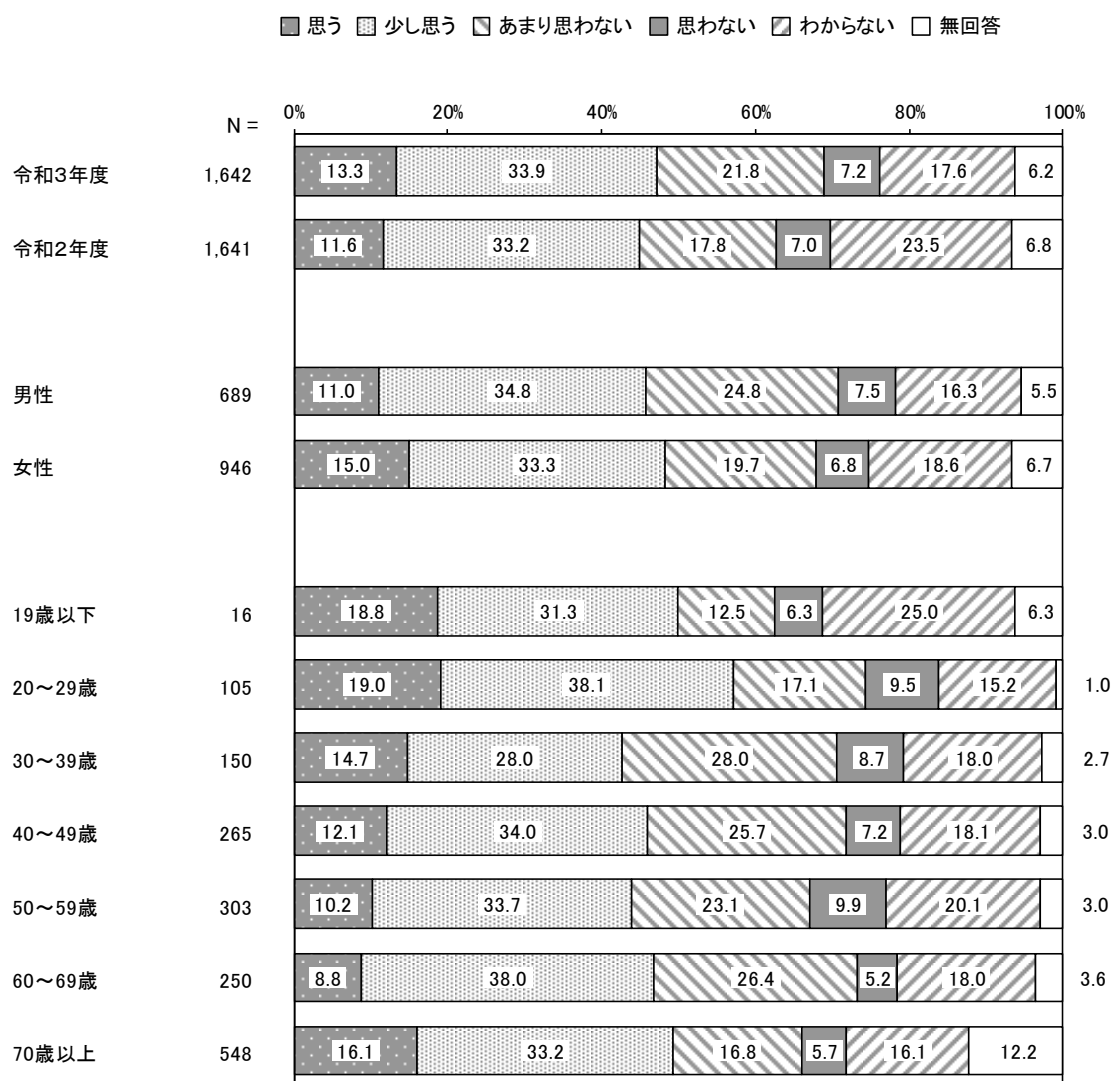 思う 少し思う あまり思わない 思わない わからない 無回答
0% 20% 40% 60% 80% 100%
N =
令和３年度 1,642 13.3 33.9 21.8 7.2 17.6 6.2
令和２年度 1,641 11.6 33.2 17.8 7.0 23.5 6.8
男性 689 11.0 34.8 24.8 7.5 16.3 5.5
女性 946 15.0 33.3 19.7 6.8 18.6 6.7
19歳以下 16 18.8 31.3 12.5 6.3 25.0 6.3
20～29歳 105 19.0 38.1 17.1 9.5 15.2 1.0
30～39歳 150 14.7 28.0 28.0 8.7 18.0 2.7
40～49歳 265 12.1 34.0 25.7 7.2 18.1 3.0
50～59歳 303 10.2 33.7 23.1 9.9 20.1 3.0
60～69歳 250 8.8 38.0 26.4 5.2 18.0 3.6
70歳以上 548 16.1 33.2 16.8 5.7 16.1 12.2